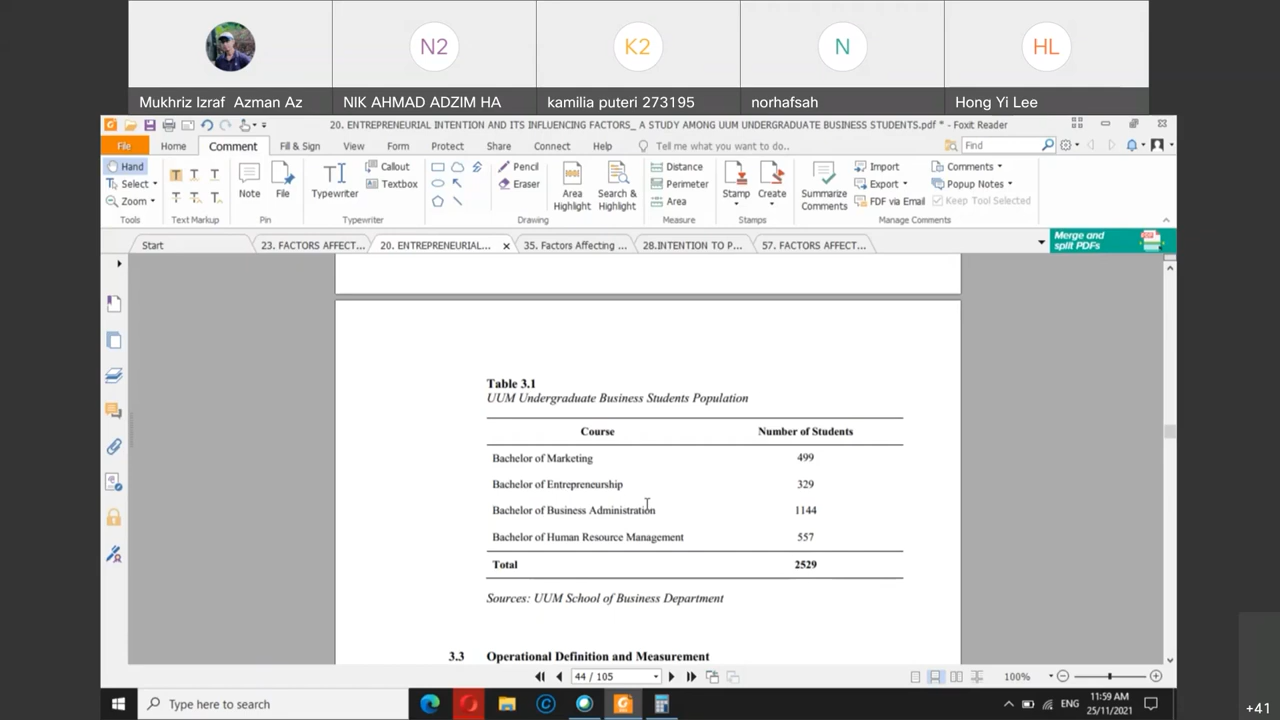 N2
K2
N
HL
Mukhriz Izraf Azman Az
NIK AHMAD ADZIM HA
kamilia puteri 273195
norhafsah
Hong Yi Lee
20. ENTREPRENEURIAL INTENTION AND ITS INFLUENCING FACTORS_ A STUDY AMONG UUM UNDERGRADUATE BUSINESS STUDENTS.pdf * - Foxit Reader
File Home Comment View Form Fill & Sign Protect Share Connect Help Tell me what you want to do.. Find
Hand
Select
Zoom
Tools
T T T
T T T
Text Markup
Note
File
Pin
Typewriter
Callout
Textbox
Typewriter
Pencil
Eraser
Drawing
Area
Highlight
Search &
Highlight
Distance
Perimeter
Area
Measure
Stamp
Create
Stamps
Summarize
Comments
Import
Export
FDF via Email
Comments
Popup Notes
Keep Tool Selected
Manage Comments
Start
23. FACTORS AFFECT...
20. ENTREPRENEURIAL...
35. Factors Affecting ...
28.INTENTION TO P...
57. FACTORS AFFECT...
Merge and
split PDFs
Table 3.1
UUM Undergraduate Business Students Population
Course Number of Students
Bachelor of Marketing 499
Bachelor of Entrepreneurship 329
Bachelor of Business Administration 1144
Bachelor of Human Resource Management 557
Total 2529
Sources: UUM School of Business Department
3.3 Operational Definition and Measurement
44 / 105
100%
Type here to search
ENG
11:59 AM
25/11/2021
+41